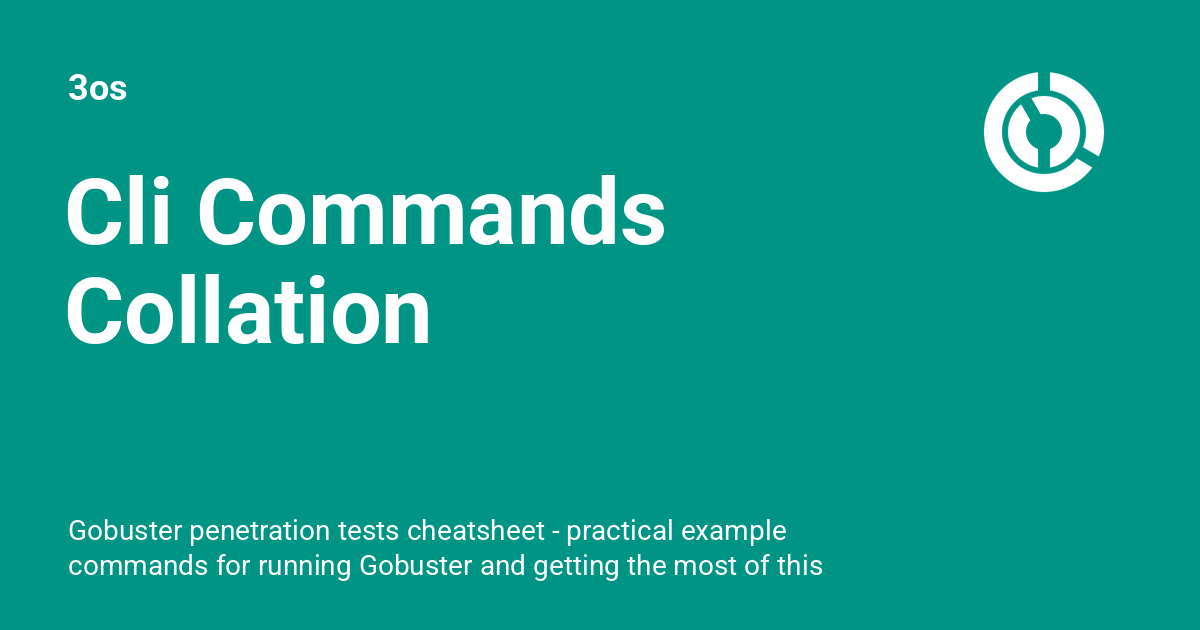 3os
Cli Commands
Collation
Gobuster penetration tests cheatsheet - practical example
commands for running Gobuster and getting the most of this